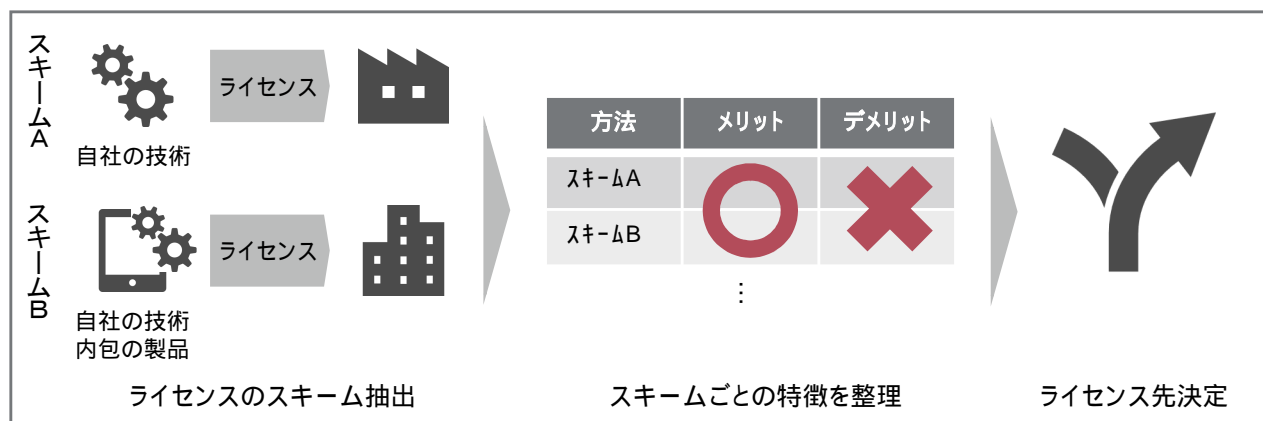 スキームA
ライセンス
自社の技術
スキームB
ライセンス
自社の技術
内包の製品
ライセンスのスキーム抽出
方法 メリット デメリット
スキームA
スキームB
⋮
スキームごとの特徴を整理
ライセンス先決定